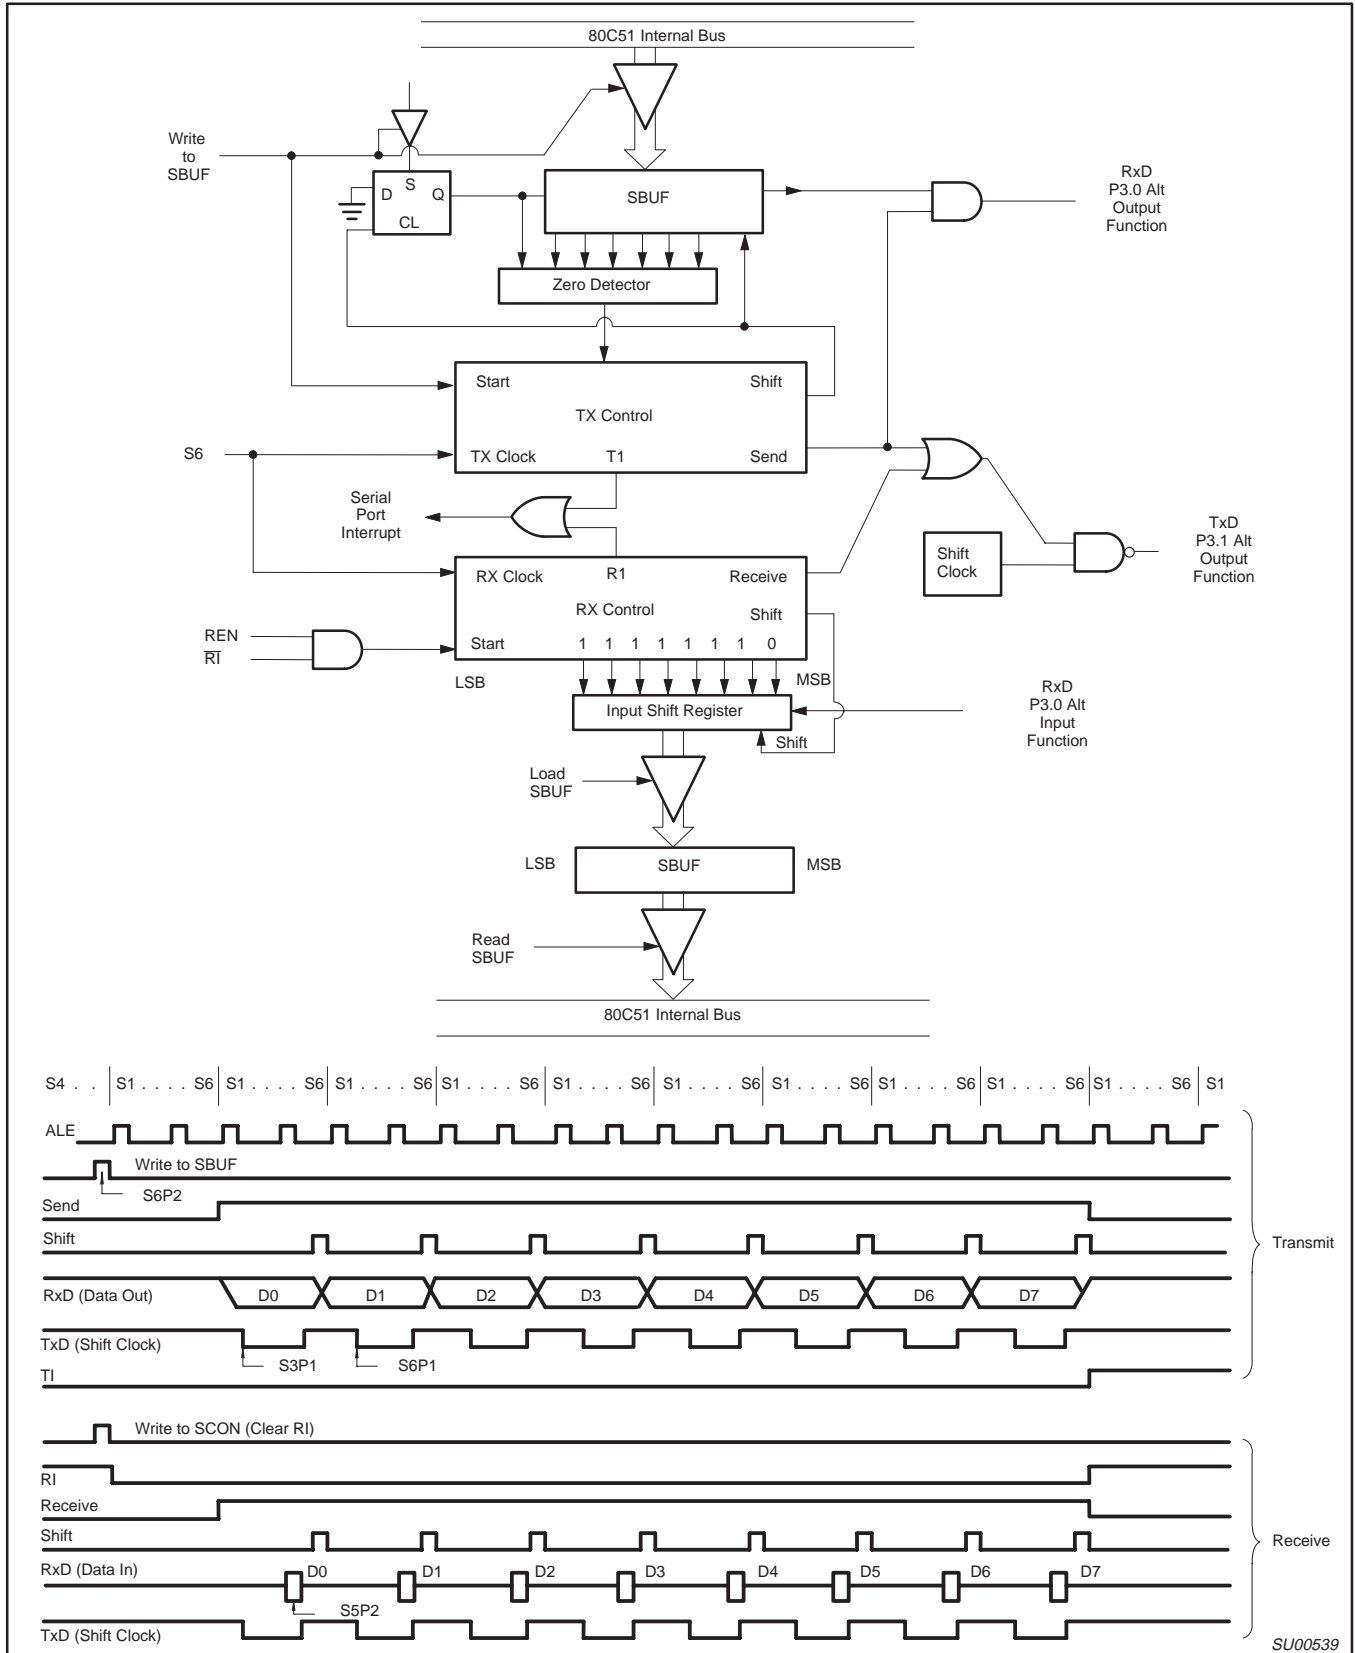 80C51 Internal Bus
Write
to
SBUF
D
S
Q
CL
SBUF
RxD
P3.0 Alt
Output
Function
Zero Detector
Start
Shift
TX Control
S6
TX Clock
T1
Send
Serial
Port
Interrupt
TxD
P3.1 Alt
Output
Function
Shift
Clock
RX Clock
R1
Receive
RX Control
Shift
REN
RI
Start
1 1 1 1 1 1 1 0
LSB
MSB
Input Shift Register
RxD
P3.0 Alt
Input
Function
Shift
Load
SBUF
LSB
SBUF
MSB
Read
SBUF
80C51 Internal Bus
S4 . . S1 . . . . S6 S1 . . . . S6 S1 . . . . S6 S1 . . . . S6 S1 . . . . S6 S1 . . . . S6 S1 . . . . S6 S1 . . . . S6 S1 . . . . S6 S1 . . . . S6 S1
ALE
Write to SBUF
S6P2
Send
Shift
Transmit
RxD (Data Out) D0 D1 D2 D3 D4 D5 D6 D7
TxD (Shift Clock)
S3P1 S6P1
TI
Write to SCON (Clear RI)
RI
Receive
Shift
Receive
RxD (Data In) D0 D1 D2 D3 D4 D5 D6 D7
S5P2
TxD (Shift Clock)
SU00539